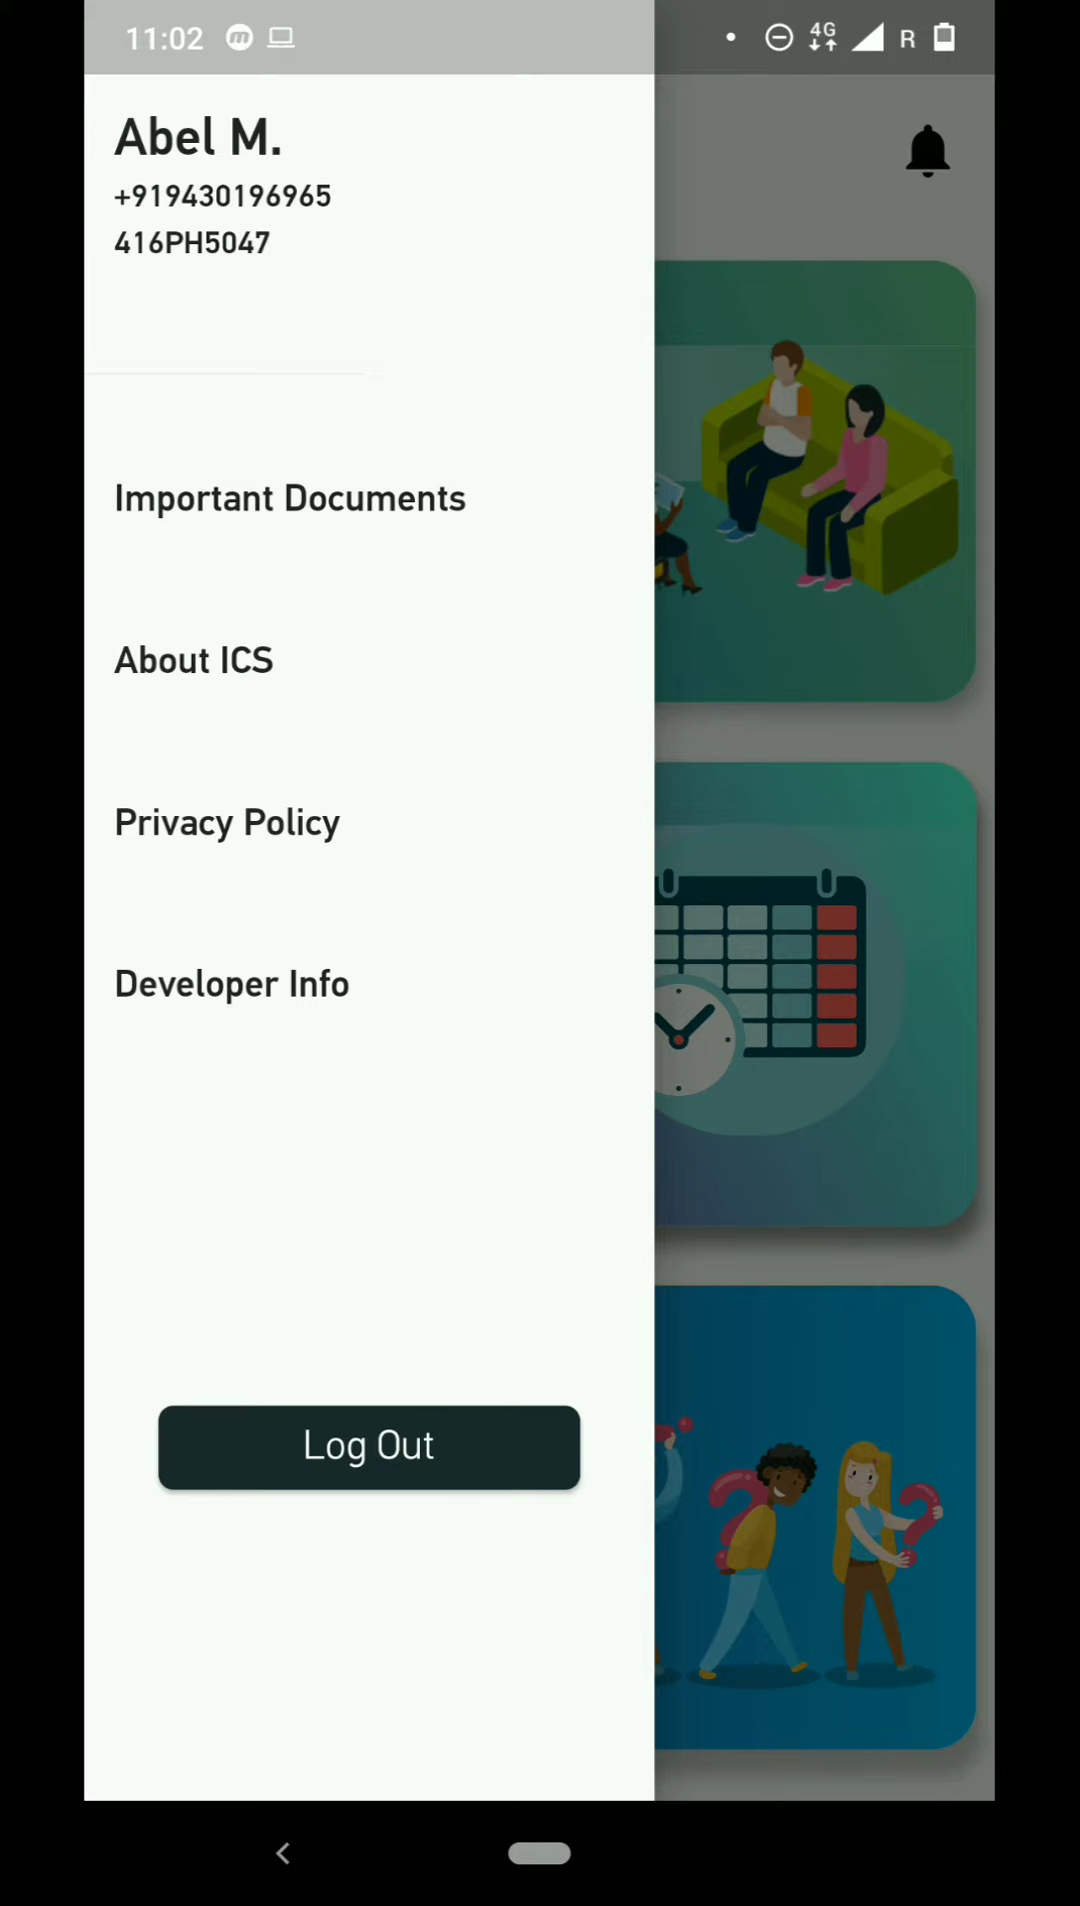 11:02
4G
R
Abel M.
+919430196965
416PH5047
Important Documents
About ICS
Privacy Policy
Developer Info
Log Out